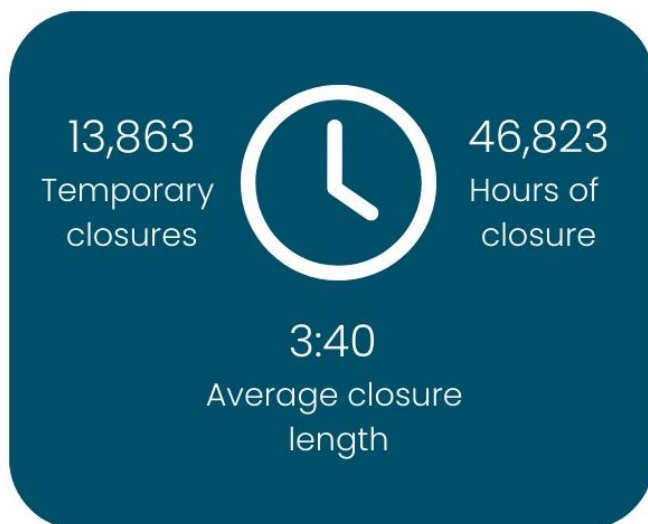 13,863
Temporary
closures
46,823
Hours of
closure
3:40
Average closure
length